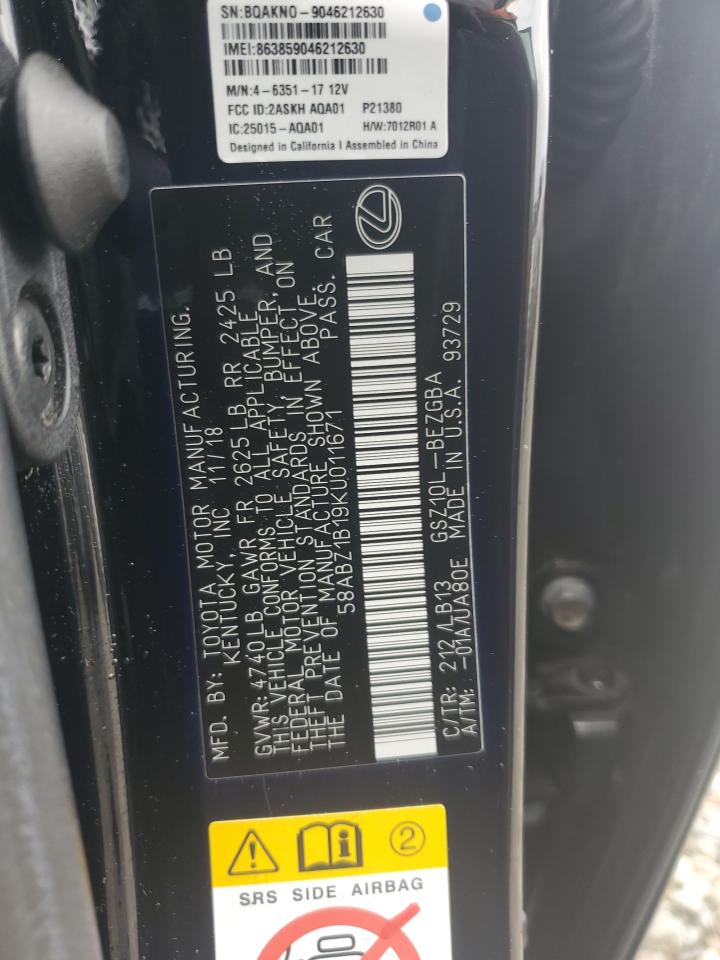 SN:BQAKNO-9046212630
IMEI:863859046212630
M/N:4-6351-17 12V
FCC ID:2ASKH AQA01 P21380
IC:25015-AQA01 H/W:7012R01 A
Designed in California I Assembled in China
MFD. BY: TOYOTA MOTOR MANUFACTURING.
KENTUCKY, INC 11/18
GVWR: 4740LB GAWR FR 2625 LB RR 2425 LB
THIS VEHICLE CONFORMS TO ALL APPLICABLE
FEDERAL MOTOR VEHICLE SAFETY, BUMPER, AND
THEFT PREVENTION STANDARDS IN EFFECT ON
THE DATE OF MANUFACTURE SHOWN ABOVE.
58ABZ1B19KU011671 PASS. CAR
C/TR: 212 /LB13 GSZ10L-BEZGBA
A/TM: -01A/UA80E MADE IN U.S.A. 93729
2
SRS SIDE AIRBAG